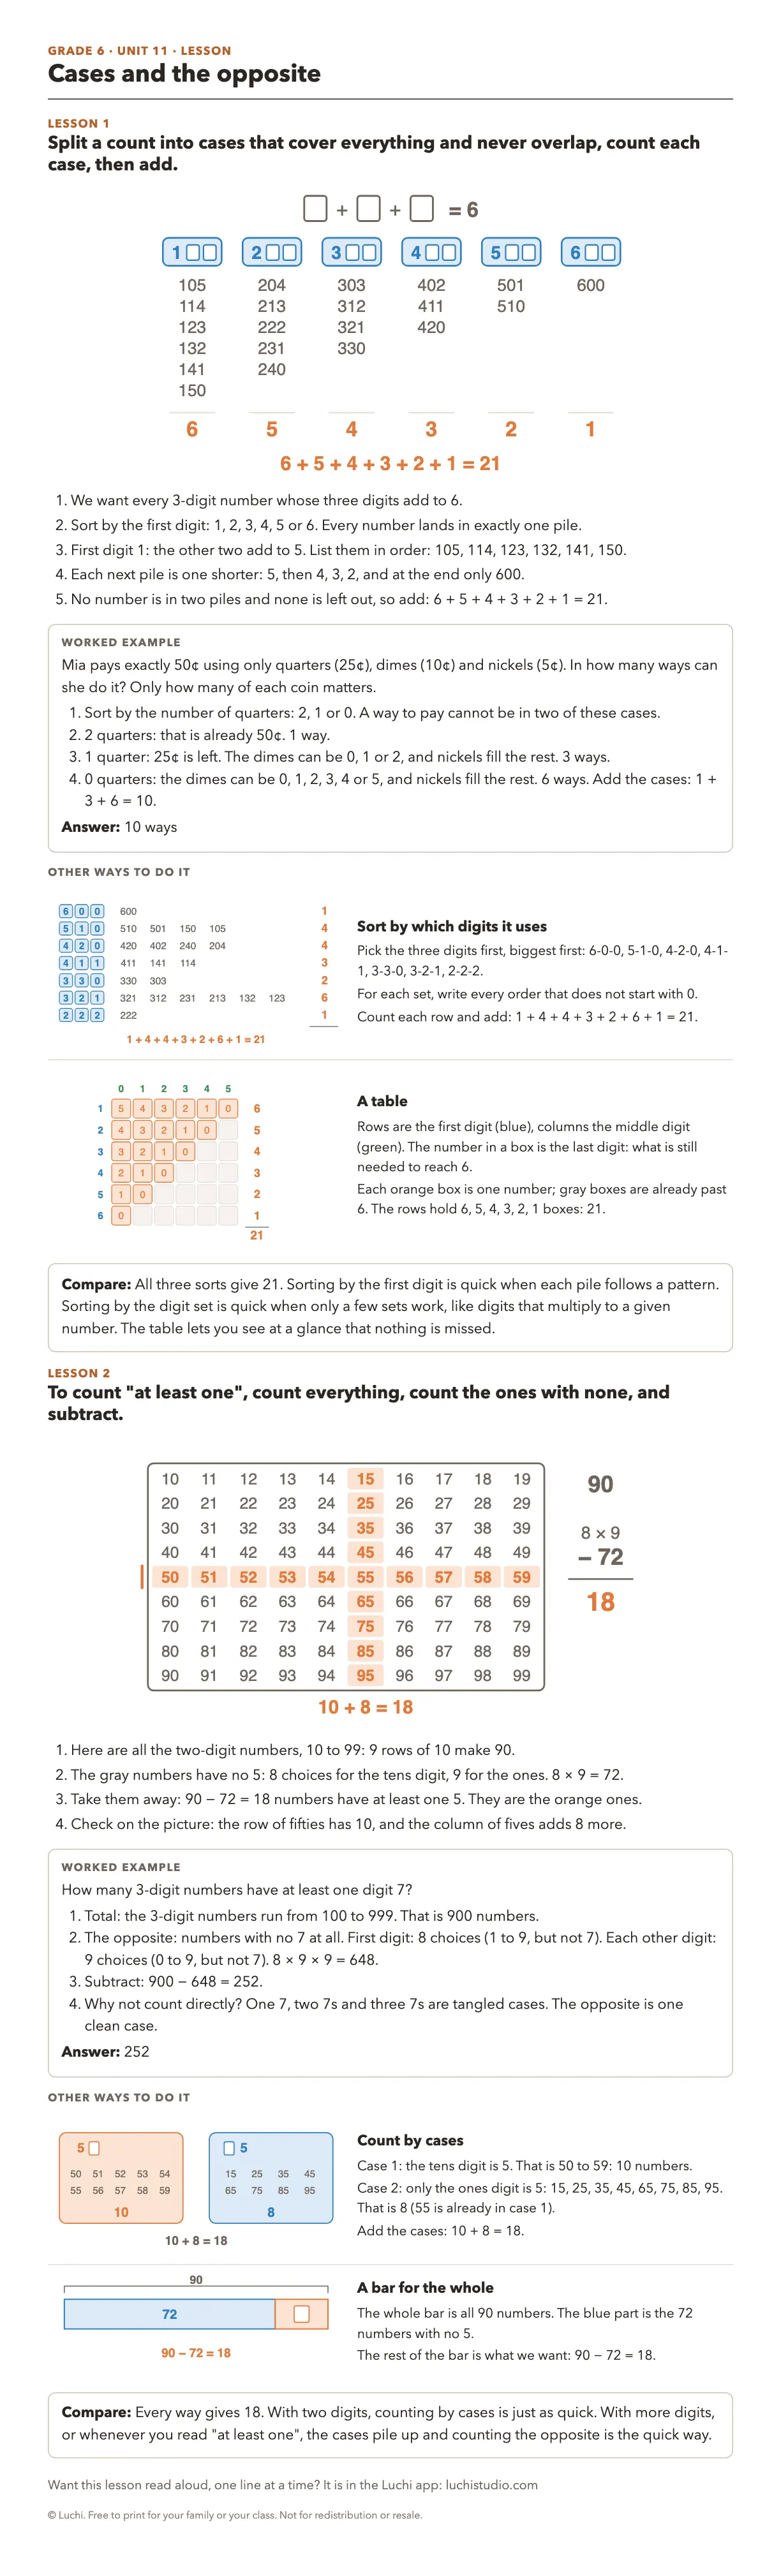 GRADE 6 · UNIT 11 · LESSON
Cases and the opposite
LESSON 1
Split a count into cases that cover everything and never overlap, count each
case, then add.
+ + = 6
1 2 3 4 5 6
105 204 303 402 501 600
114 213 312 411 510
123 222 321 420
132 231 330
141 240
150
6 5 4 3 2 1
6 + 5 + 4 + 3 + 2 + 1 = 21
1. We want every 3-digit number whose three digits add to 6.
2. Sort by the first digit: 1, 2, 3, 4, 5 or 6. Every number lands in exactly one pile.
3. First digit 1: the other two add to 5. List them in order: 105, 114, 123, 132, 141, 150.
4. Each next pile is one shorter: 5, then 4, 3, 2, and at the end only 600.
5. No number is in two piles and none is left out, so add: 6 + 5 + 4 + 3 + 2 + 1 = 21.
WORKED EXAMPLE
Mia pays exactly 50¢ using only quarters (25¢), dimes (10¢) and nickels (5¢). In how many ways can
she do it? Only how many of each coin matters.
1. Sort by the number of quarters: 2, 1 or 0. A way to pay cannot be in two of these cases.
2. 2 quarters: that is already 50¢. 1 way.
3. 1 quarter: 25¢ is left. The dimes can be 0, 1 or 2, and nickels fill the rest. 3 ways.
4. 0 quarters: the dimes can be 0, 1, 2, 3, 4 or 5, and nickels fill the rest. 6 ways. Add the cases: 1 +
3 + 6 = 10.
Answer: 10 ways
OTHER WAYS TO DO IT
6 0 0 600 1
5 1 0 510 501 150 105 4
4 2 0 420 402 240 204 4
4 1 1 411 141 114 3
3 3 0 330 303 2
3 2 1 321 312 231 213 132 123 6
2 2 2 222 1
1 + 4 + 4 + 3 + 2 + 6 + 1 = 21
Sort by which digits it uses
Pick the three digits first, biggest first: 6-0-0, 5-1-0, 4-2-0, 4-1-
1, 3-3-0, 3-2-1, 2-2-2.
For each set, write every order that does not start with 0.
Count each row and add: 1 + 4 + 4 + 3 + 2 + 6 + 1 = 21.
0 1 2 3 4 5
1 5 4 3 2 1 0 6
2 4 3 2 1 0 5
3 3 2 1 0 4
4 2 1 0 3
5 1 0 2
6 0 1
21
A table
Rows are the first digit (blue), columns the middle digit
(green). The number in a box is the last digit: what is still
needed to reach 6.
Each orange box is one number; gray boxes are already past
6. The rows hold 6, 5, 4, 3, 2, 1 boxes: 21.
Compare: All three sorts give 21. Sorting by the first digit is quick when each pile follows a pattern.
Sorting by the digit set is quick when only a few sets work, like digits that multiply to a given
number. The table lets you see at a glance that nothing is missed.
LESSON 2
To count "at least one", count everything, count the ones with none, and
subtract.
10 11 12 13 14 15 16 17 18 19
20 21 22 23 24 25 26 27 28 29
30 31 32 33 34 35 36 37 38 39
40 41 42 43 44 45 46 47 48 49
50 51 52 53 54 55 56 57 58 59
60 61 62 63 64 65 66 67 68 69
70 71 72 73 74 75 76 77 78 79
80 81 82 83 84 85 86 87 88 89
90 91 92 93 94 95 96 97 98 99
90
8 × 9
− 72
18
10 + 8 = 18
1. Here are all the two-digit numbers, 10 to 99: 9 rows of 10 make 90.
2. The gray numbers have no 5: 8 choices for the tens digit, 9 for the ones. 8 × 9 = 72.
3. Take them away: 90 − 72 = 18 numbers have at least one 5. They are the orange ones.
4. Check on the picture: the row of fifties has 10, and the column of fives adds 8 more.
WORKED EXAMPLE
How many 3-digit numbers have at least one digit 7?
1. Total: the 3-digit numbers run from 100 to 999. That is 900 numbers.
2. The opposite: numbers with no 7 at all. First digit: 8 choices (1 to 9, but not 7). Each other digit:
9 choices (0 to 9, but not 7). 8 × 9 × 9 = 648.
3. Subtract: 900 − 648 = 252.
4. Why not count directly? One 7, two 7s and three 7s are tangled cases. The opposite is one
clean case.
Answer: 252
OTHER WAYS TO DO IT
5
50 51 52 53 54
55 56 57 58 59
10
5
15 25 35 45
65 75 85 95
8
10 + 8 = 18
Count by cases
Case 1: the tens digit is 5. That is 50 to 59: 10 numbers.
Case 2: only the ones digit is 5: 15, 25, 35, 45, 65, 75, 85, 95.
That is 8 (55 is already in case 1).
Add the cases: 10 + 8 = 18.
90
72
90 − 72 = 18
A bar for the whole
The whole bar is all 90 numbers. The blue part is the 72
numbers with no 5.
The rest of the bar is what we want: 90 − 72 = 18.
Compare: Every way gives 18. With two digits, counting by cases is just as quick. With more digits,
or whenever you read "at least one", the cases pile up and counting the opposite is the quick way.
Want this lesson read aloud, one line at a time? It is in the Luchi app: luchistudio.com
© Luchi. Free to print for your family or your class. Not for redistribution or resale.